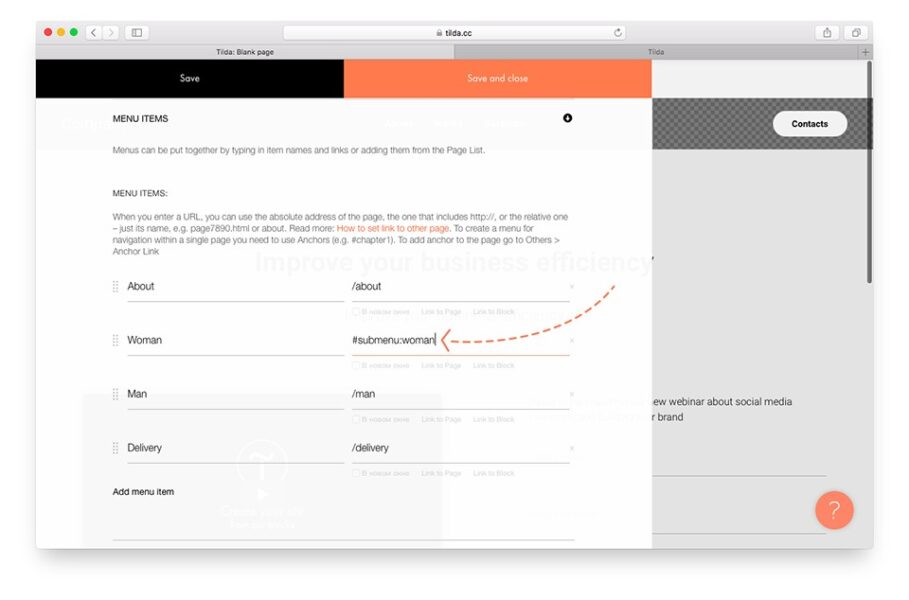 tilda.cc
Tilda: Blank page
Tilda
Save
Save and close
MENU ITEMS
Contacts
Menus can be put together by typing in item names and links or adding them from the Page List.
MENU ITEMS:
When you enter a URL, you can use the absolute address of the page, the one that includes http://, or the relative one
– just its name, e.g. page7890.html or about. Read more: How to set link to other page. To create a menu for
navigation within a single page you need to use Anchors (e.g. #chapter1). To add anchor to the page go to Others >
Anchor Link
Improve your business efficiency
About
/about
В новом окне Link to Page Link to Block
Woman
#submenu:woman
В новом окне Link to Page Link to Block
Man
/man
ew webinar about social media
r brand
В новом окне Link to Page Link to Block
Delivery
/delivery
В новом окне Link to Page Link to Block
Add menu item
?